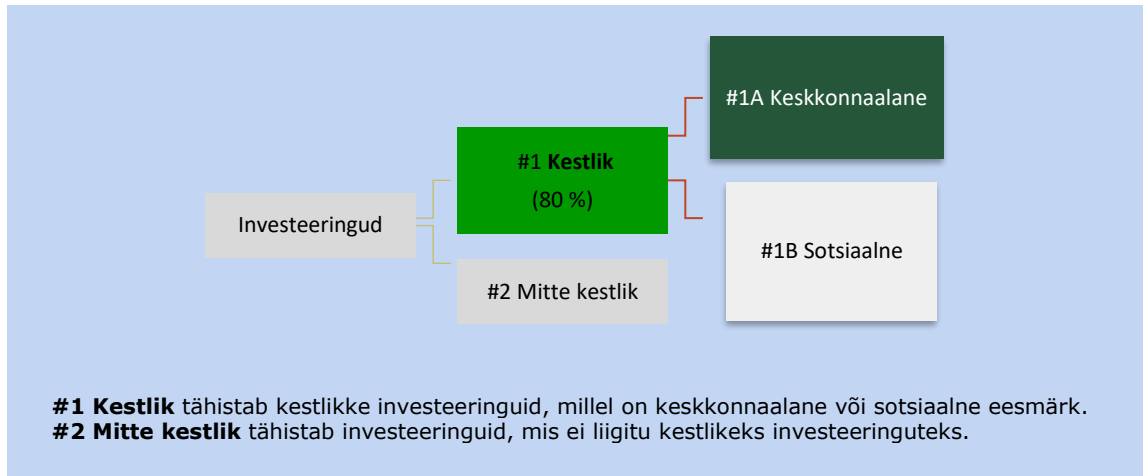 Investeeringud
#1 Kestlik
(80 %)
#2 Mitte kestlik
#1A Keskkonnaalane
#1B Sotsiaalne
#1 Kestlik tähistab kestlikke investeeringuid, millel on keskkonnaalane või sotsiaalne eesmärk.
#2 Mitte kestlik tähistab investeeringuid, mis ei liigitu kestlikeks investeeringuteks.